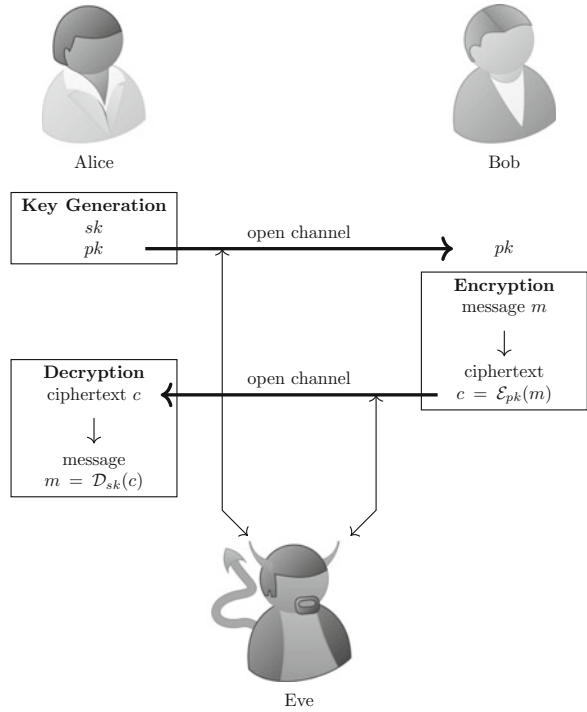 Alice
Bob
Key Generation
sk
pk
open channel
pk
Encryption
message m
ciphertext
c = ℰpk(m)
Decryption
ciphertext c
open channel
message
m = 𝒟sk(c)
Eve